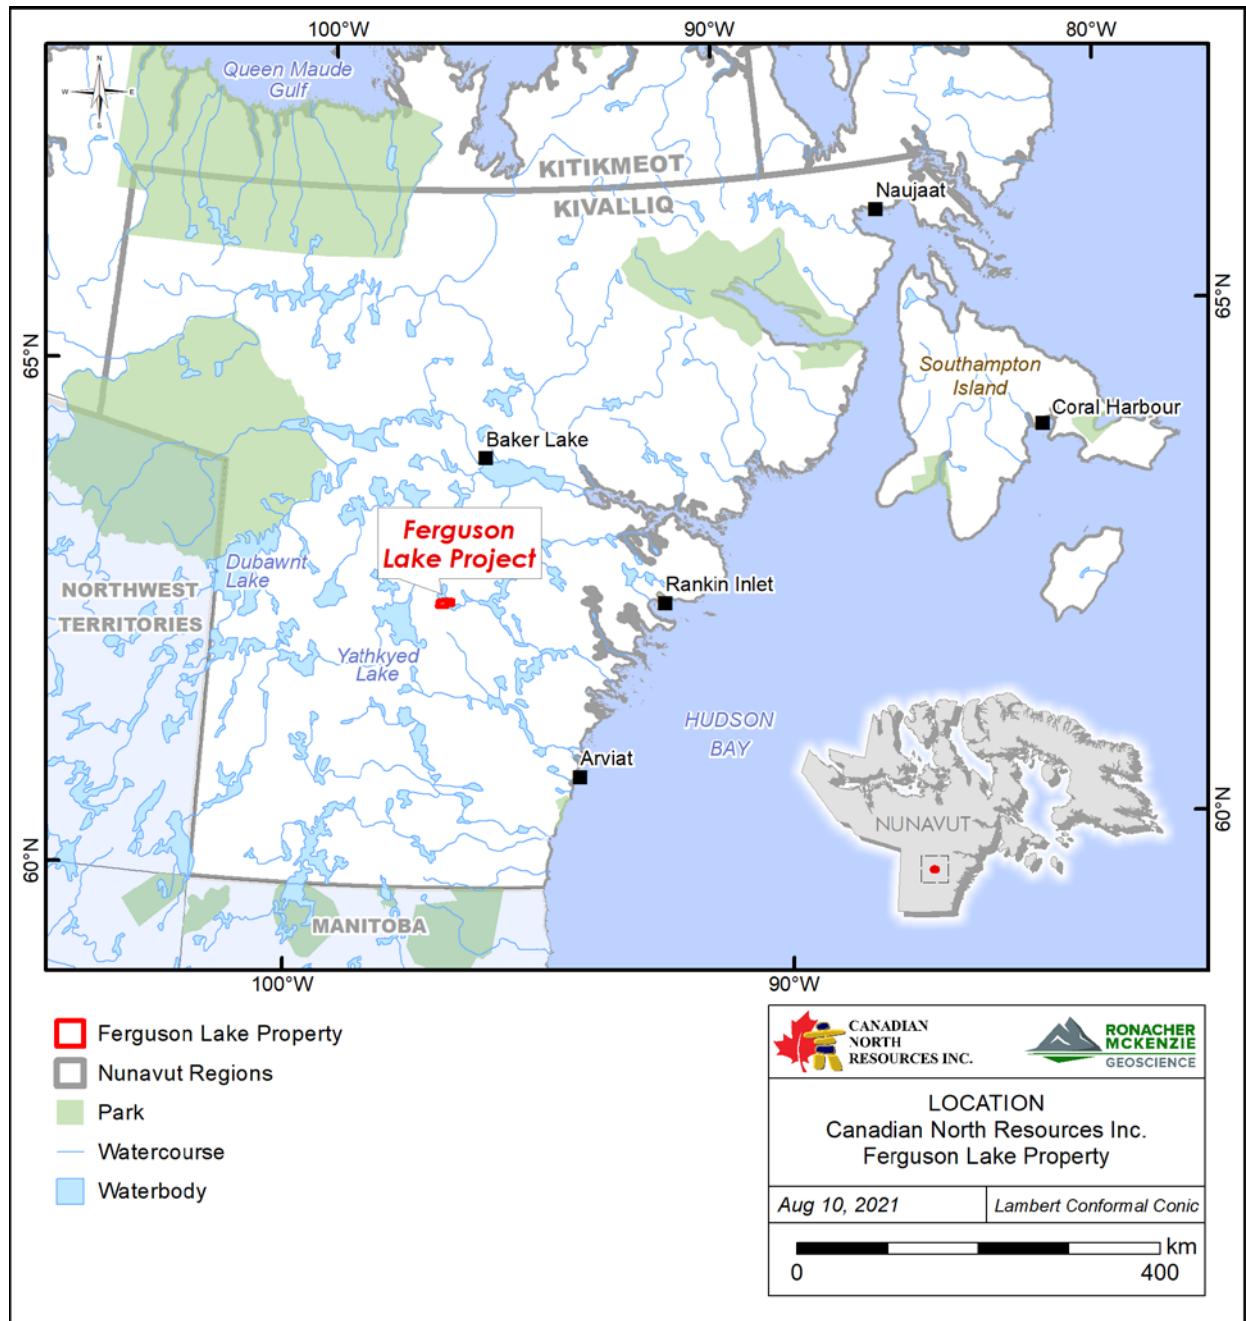 100°W
90°W
80°W
N
W
E
S
Queen Maude
Gulf
KITIKMEOT
KIVALLIQ
Naujaat
65°N
65°N
Southampton
Island
Coral Harbour
Baker Lake
Ferguson
Lake Project
Dubawnt
Lake
NORTHWEST
TERRITORIES
Rankin Inlet
Yathkyed
Lake
HUDSON
BAY
Arviat
NUNAVUT
60°N
60°N
MANITOBA
100°W
90°W
Ferguson Lake Property
Nunavut Regions
Park
Watercourse
Waterbody
CANADIAN
NORTH
RESOURCES INC.
RONACHER
MCKENZIE
GEOSCIENCE
LOCATION
Canadian North Resources Inc.
Ferguson Lake Property
Aug 10, 2021
Lambert Conformal Conic
km
0
400